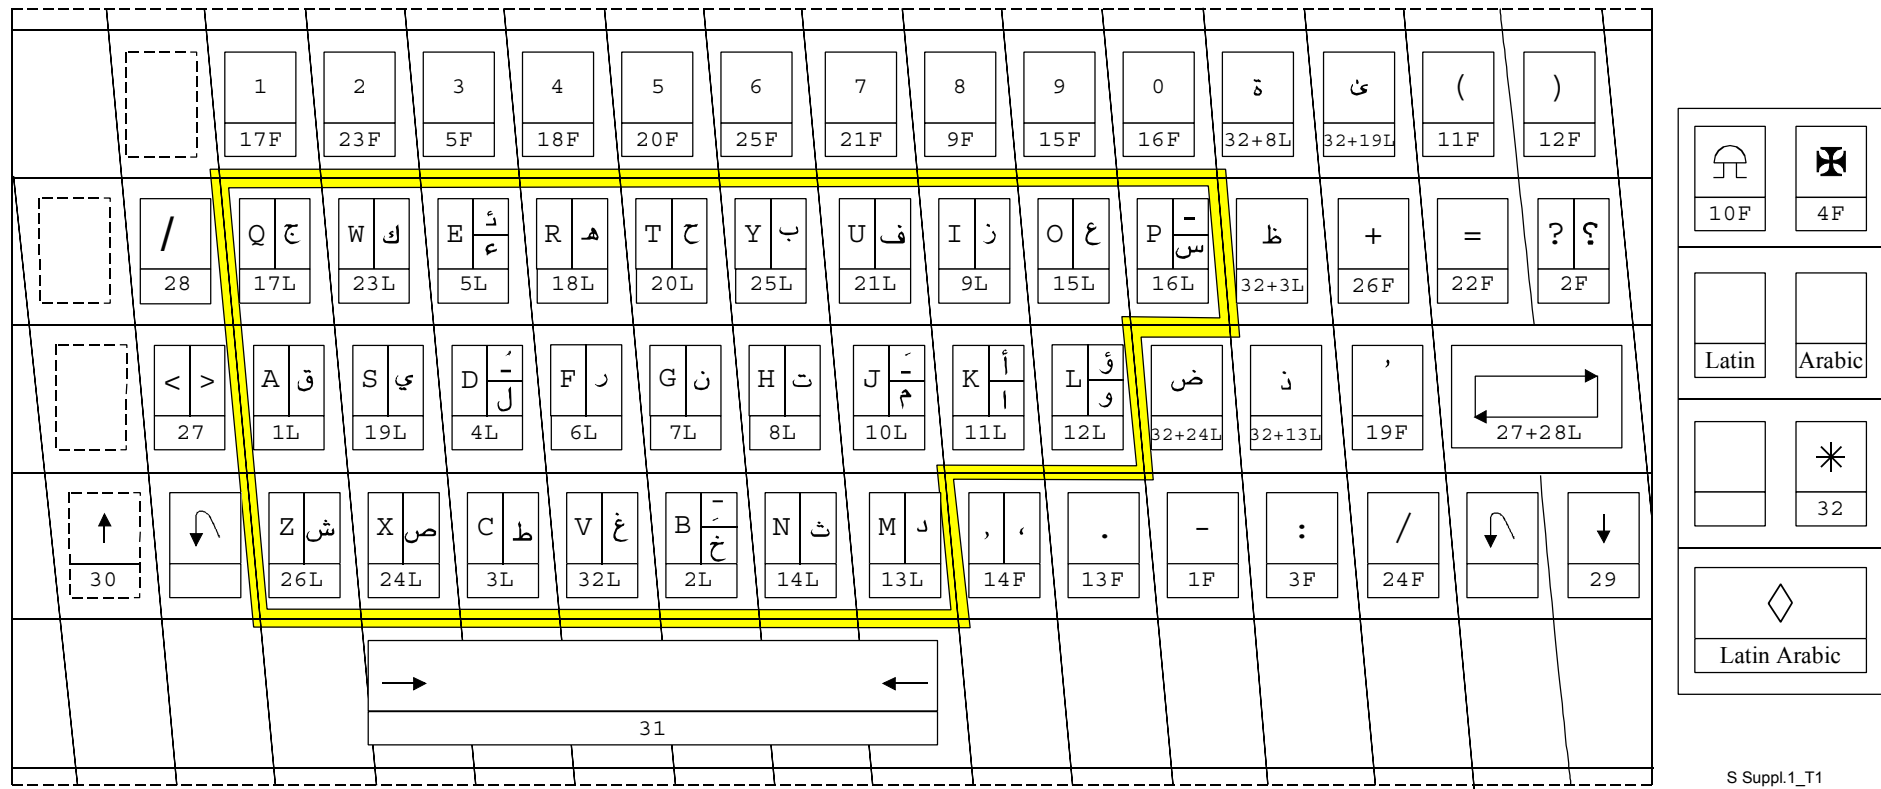 1 2 3 4 5 6 7 8 9 0 ة ئ ( )
17F 23F 5F 18F 20F 25F 21F 9F 15F 16F 32+8L 32+19L 11F 12F
10F 4F
/ Q ج W ك E ئ ء R ه T ح Y ب U ف I ز O ع P - س ظ + = ? ؟
28 17L 23L 5L 18L 20L 25L 21L 9L 15L 16L 32+3L 26F 22F 2F
Latin Arabic
< > A ق S ي D ل F ر G ن H ت J م K أ ا L ؤ و ض ذ ,
27 1L 19L 4L 6L 7L 8L 10L 11L 12L 32+24L 32+13L 19F 27+28L
32
Z ش X ص C ط V غ B خ N ث M د , ، . - : /
30 26L 24L 3L 32L 2L 14L 13L 14F 13F 1F 3F 24F 29
Latin Arabic
31
S Suppl.1_T1